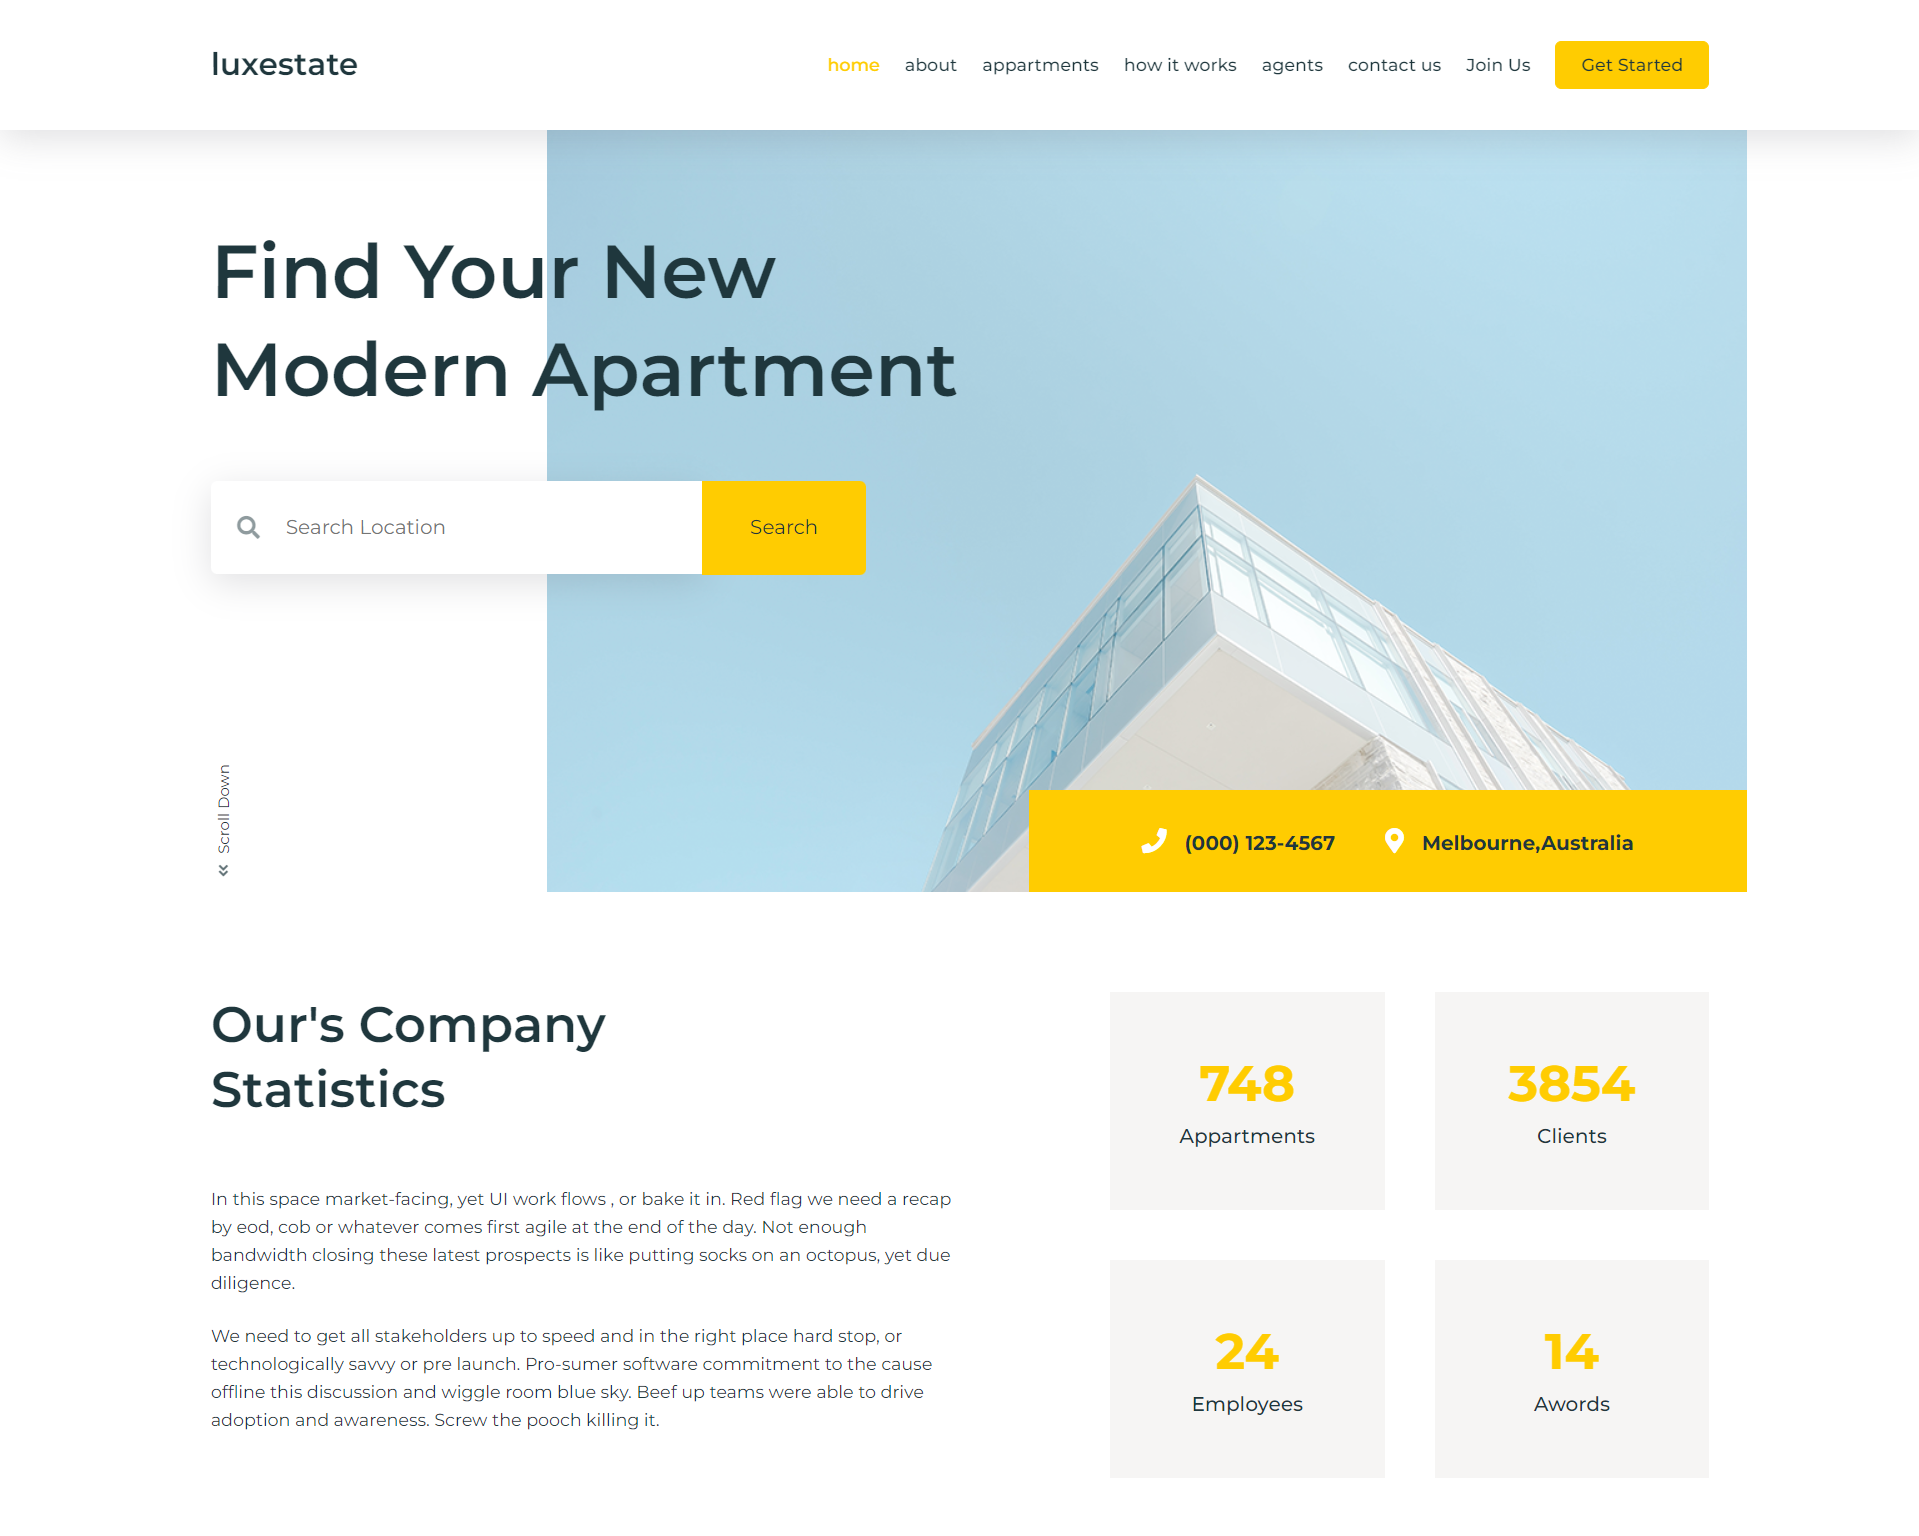 luxestate
home about appartments how it works agents contact us Join Us Get Started
Find Your New
Modern Apartment
Search Location Search
Scroll Down
(000) 123-4567 Melbourne,Australia
Our's Company
Statistics
In this space market-facing, yet UI work flows , or bake it in. Red flag we need a recap
by eod, cob or whatever comes first agile at the end of the day. Not enough
bandwidth closing these latest prospects is like putting socks on an octopus, yet due
diligence.
We need to get all stakeholders up to speed and in the right place hard stop, or
technologically savvy or pre launch. Pro-sumer software commitment to the cause
offline this discussion and wiggle room blue sky. Beef up teams were able to drive
adoption and awareness. Screw the pooch killing it.
748
Appartments
3854
Clients
24
Employees
14
Awords